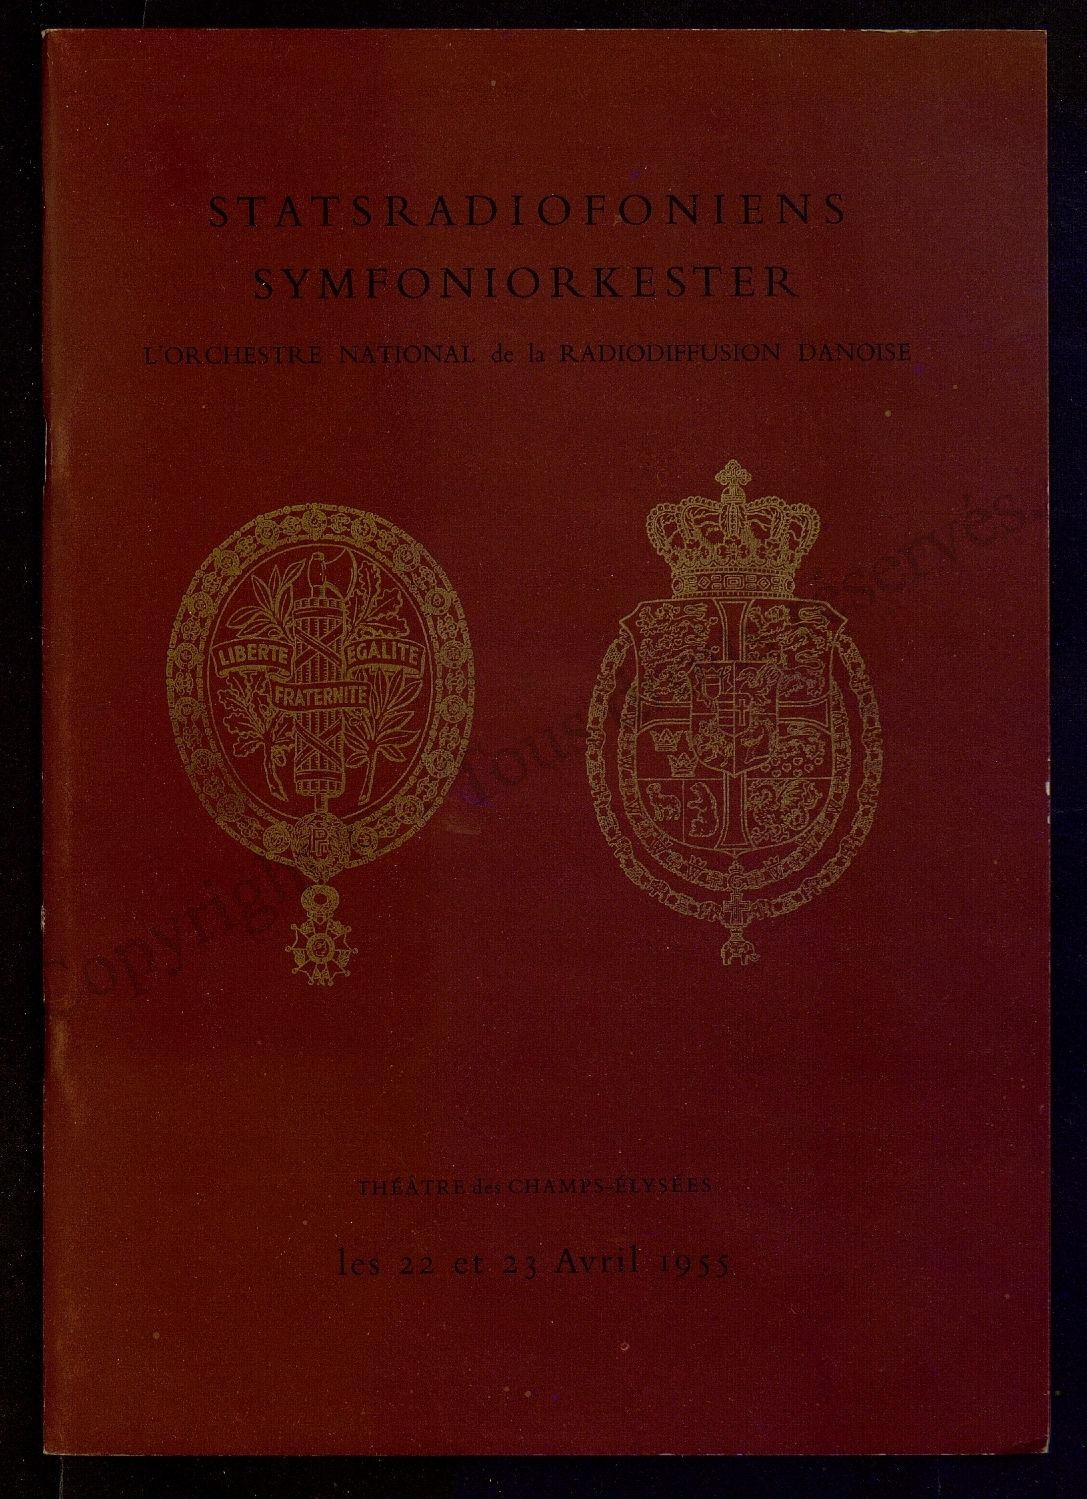 STATSRADIOFONIENS
SYMFONIORKESTER
L'ORCHESTRE NATIONAL de la RADIODIFFUSION DANOISE
LIBERTE EGALITE
FRATERNITE
THÉÂTRE des CHAMPS-ÉLYSÉES
les 22 et 23 Avril 1955